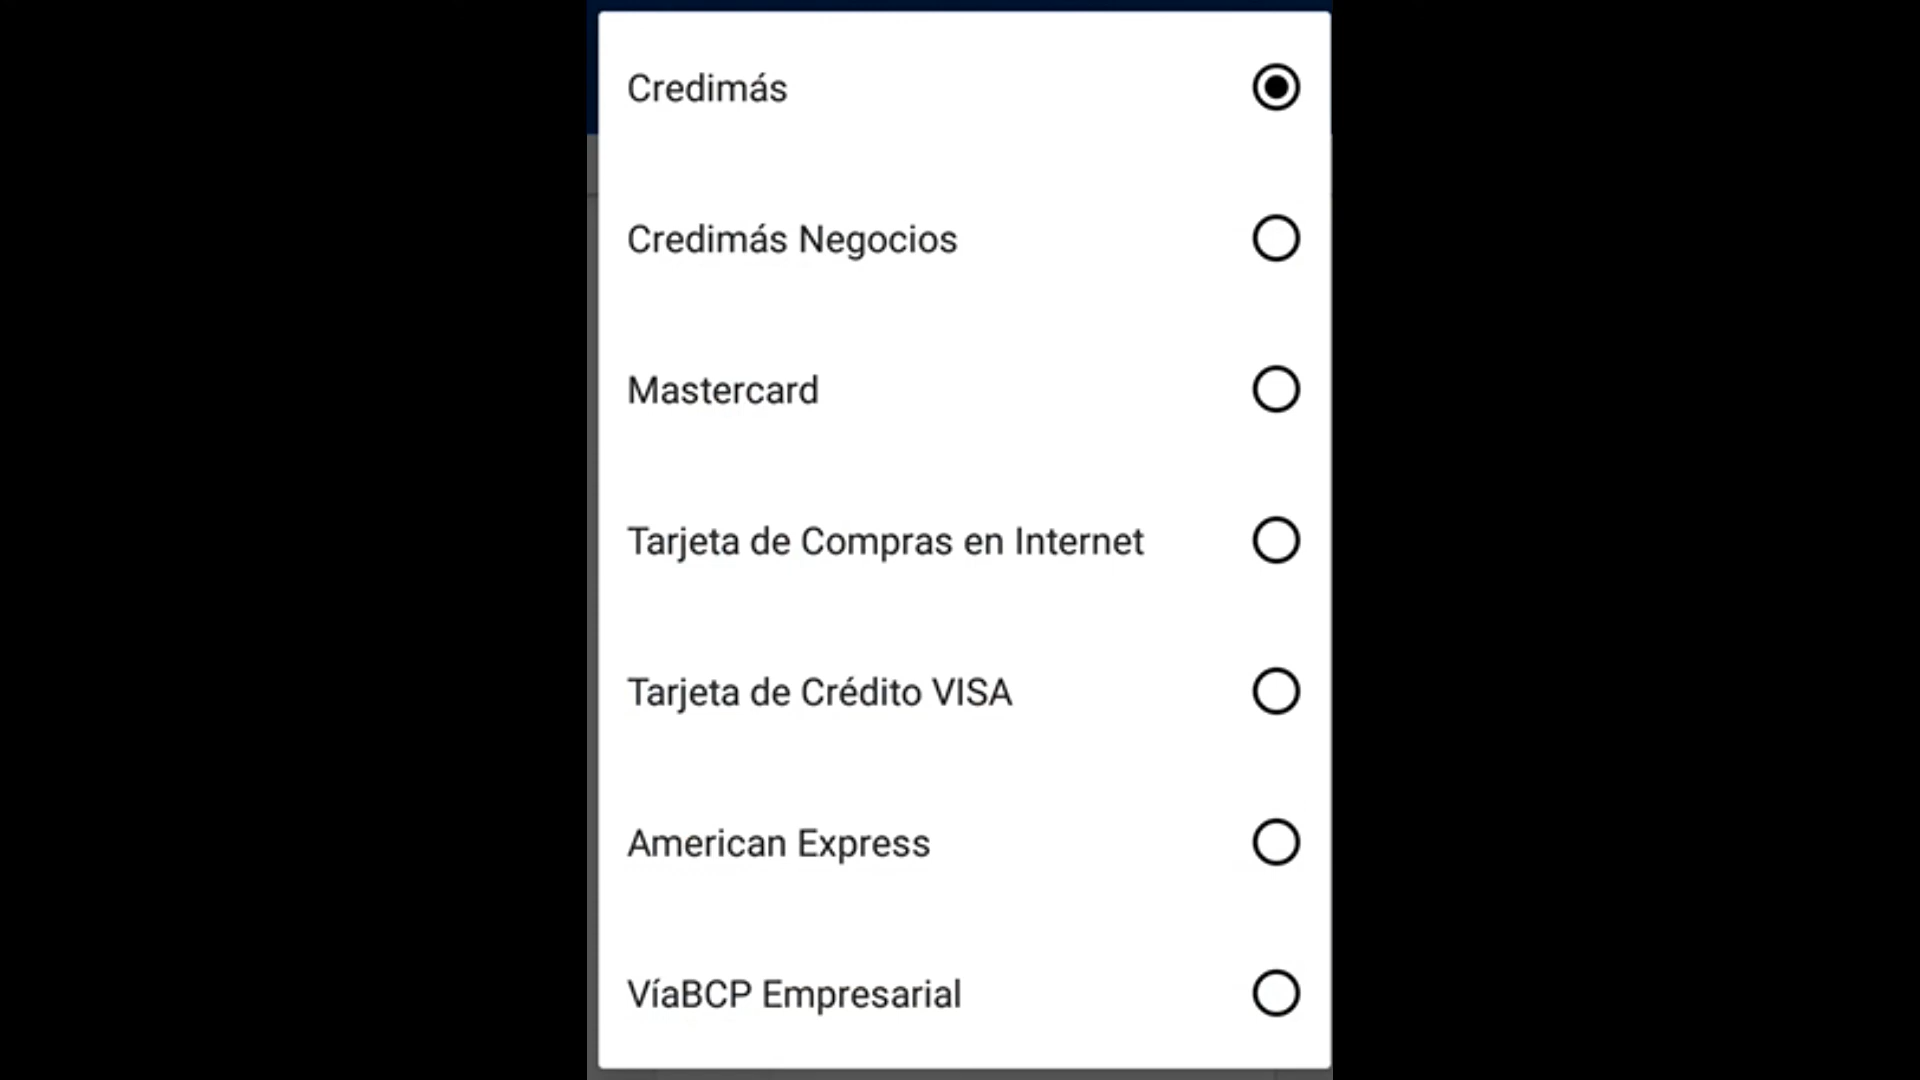 Credimás
Credimás Negocios
Mastercard
Tarjeta de Compras en Internet
Tarjeta de Crédito VISA
American Express
VíaBCP Empresarial